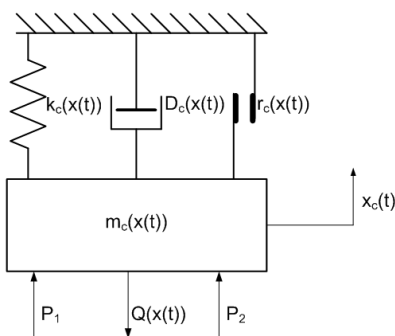 k_c(x(t)) D_c(x(t)) r_c(x(t))
m_c(x(t))
x_c(t)
P_1 Q(x(t)) P_2